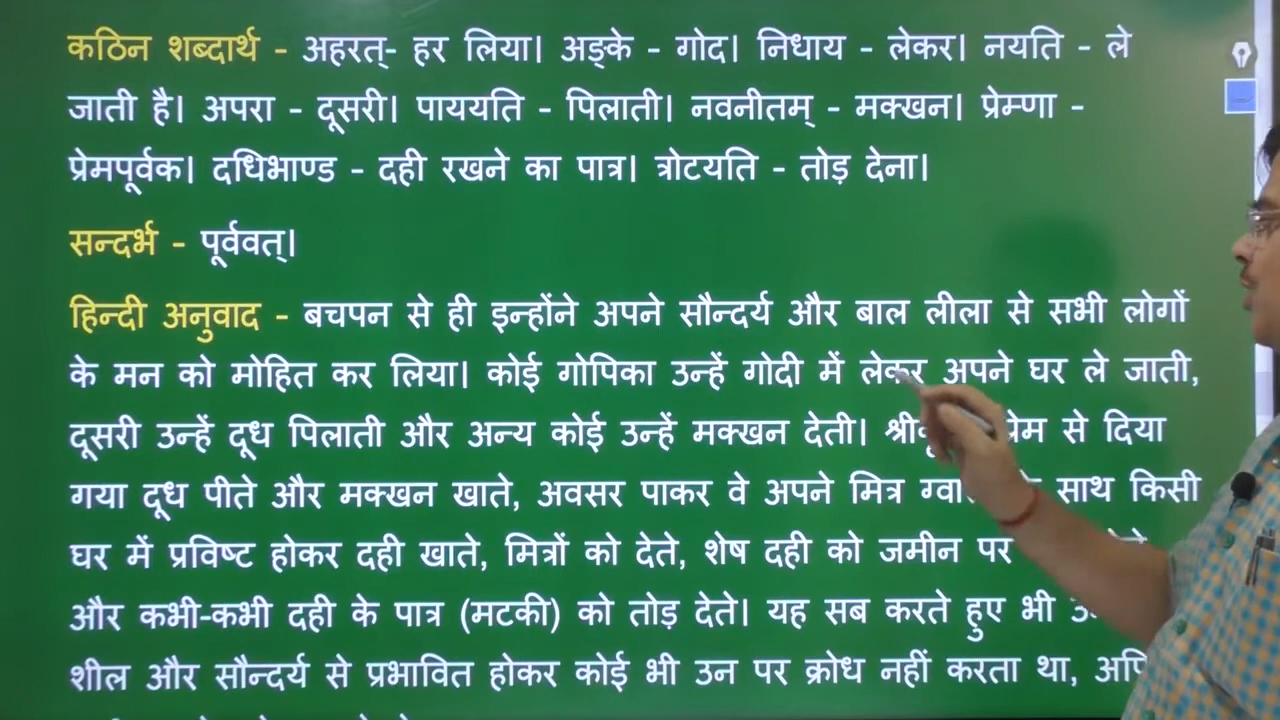 कठिन शब्दार्थ - अहरत्- हर लिया। अङ्के - गोद। निधाय - लेकर। नयति - ले
जाती है। अपरा - दूसरी। पाययति - पिलाती। नवनीतम् - मक्खन। प्रेम्णा -
प्रेमपूर्वक। दधिभाण्ड - दही रखने का पात्र। त्रोटयति - तोड़ देना।
सन्दर्भ - पूर्ववत्।
हिन्दी अनुवाद - बचपन से ही इन्होंने अपने सौन्दर्य और बाल लीला से सभी लोगों
के मन को मोहित कर लिया। कोई गोपिका उन्हें गोदी में लेकर अपने घर ले जाती,
दूसरी उन्हें दूध पिलाती और अन्य कोई उन्हें मक्खन देती। प्रेम से दिया
गया दूध पीते और मक्खन खाते, अवसर पाकर वे अपने मित्र साथ किसी
घर में प्रविष्ट होकर दही खाते, मित्रों को देते, शेष दही को जमीन पर
और कभी-कभी दही के पात्र (मटकी) को तोड़ देते। यह सब करते हुए भी
शील और सौन्दर्य से प्रभावित होकर कोई भी उन पर क्रोध नहीं करता था,